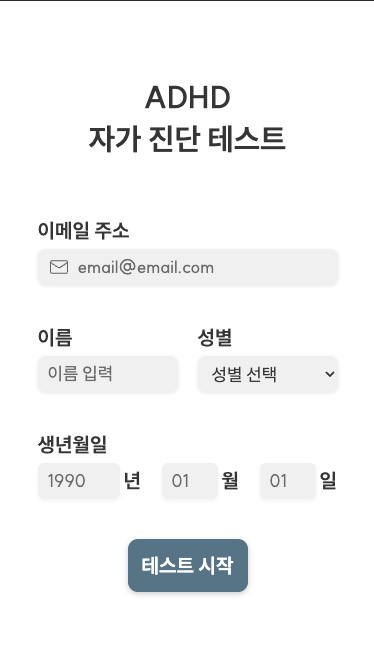 ADHD
자가 진단 테스트
이메일 주소
email@email.com
이름 성별
이름 입력 성별 선택
생년월일
1990 년 01 월 01 일
테스트 시작